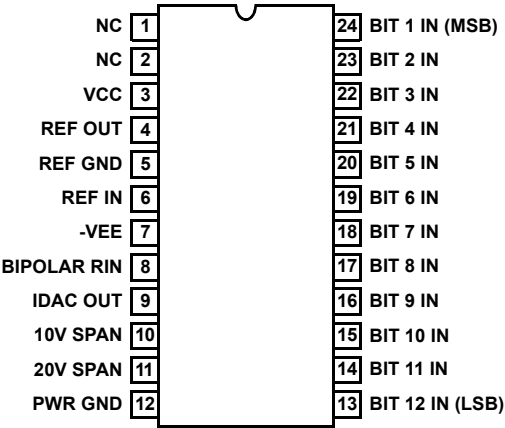 NC 1 24 BIT 1 IN (MSB)
NC 2 23 BIT 2 IN
VCC 3 22 BIT 3 IN
REF OUT 4 21 BIT 4 IN
REF GND 5 20 BIT 5 IN
REF IN 6 19 BIT 6 IN
-VEE 7 18 BIT 7 IN
BIPOLAR RIN 8 17 BIT 8 IN
IDAC OUT 9 16 BIT 9 IN
10V SPAN 10 15 BIT 10 IN
20V SPAN 11 14 BIT 11 IN
PWR GND 12 13 BIT 12 IN (LSB)